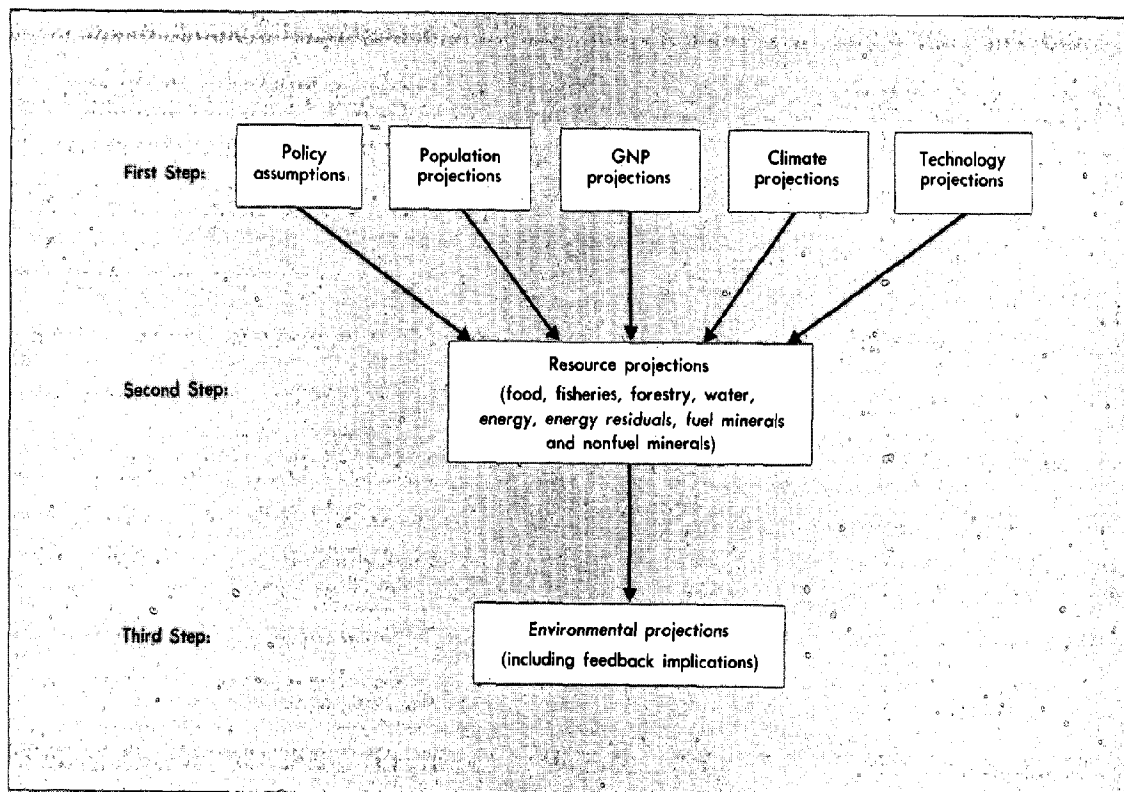 First Step:
Policy
assumptions
Population
projections
GNP
projections
Climate
projections
Technology
projections
Second Step:
Resource projections
(food, fisheries, forestry, water,
energy, energy residuals, fuel minerals
and nonfuel minerals)
Third Step:
Environmental projections
(including feedback implications)